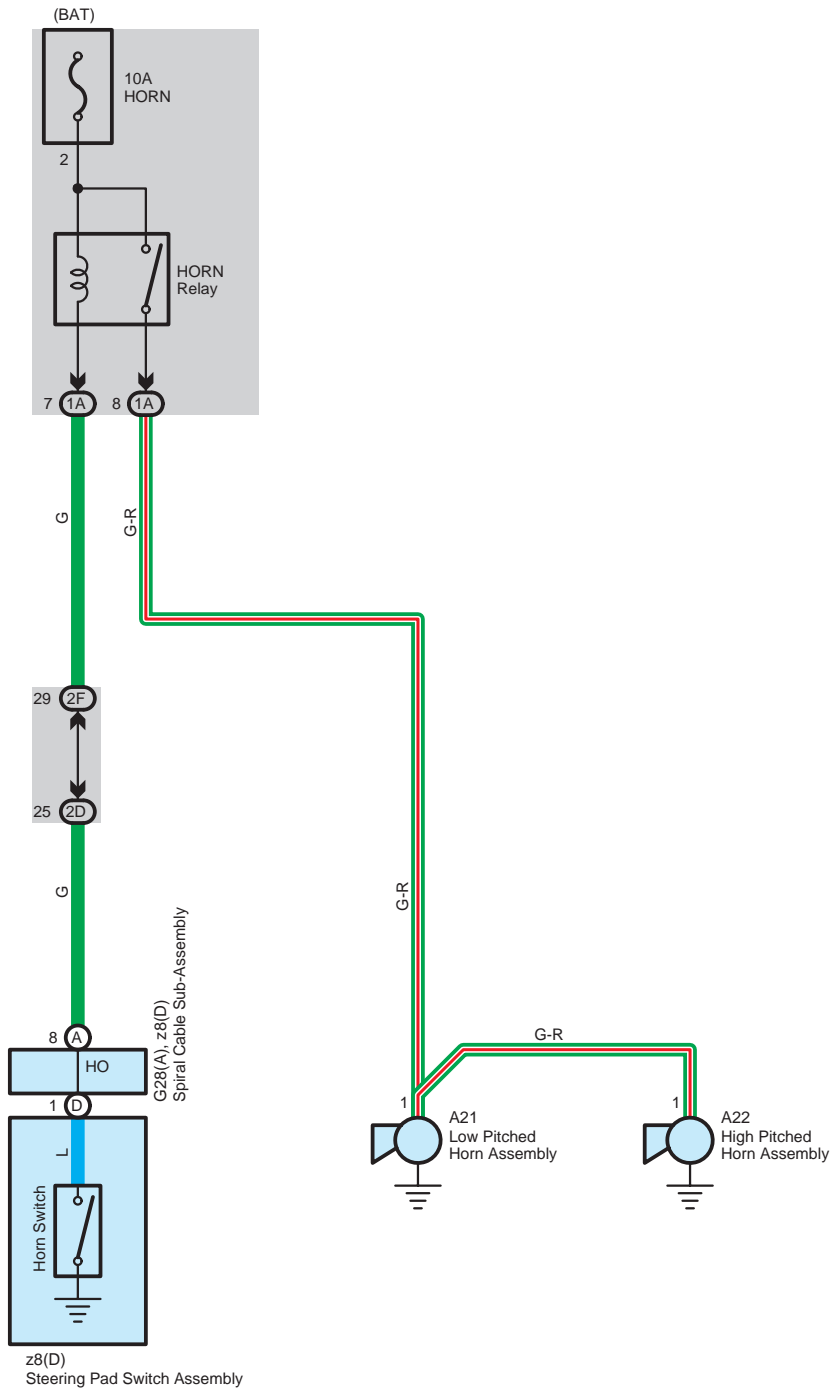 (BAT)
10A
HORN
2
HORN
Relay
7 1A
8 1A
G
G-R
29 2F
25 2D
G
G-R
8 A
HO
G28(A), z8(D)
Spiral Cable Sub-Assembly
1 D
L
Horn Switch
z8(D)
Steering Pad Switch Assembly
G-R
1
A21
Low Pitched
Horn Assembly
1
A22
High Pitched
Horn Assembly